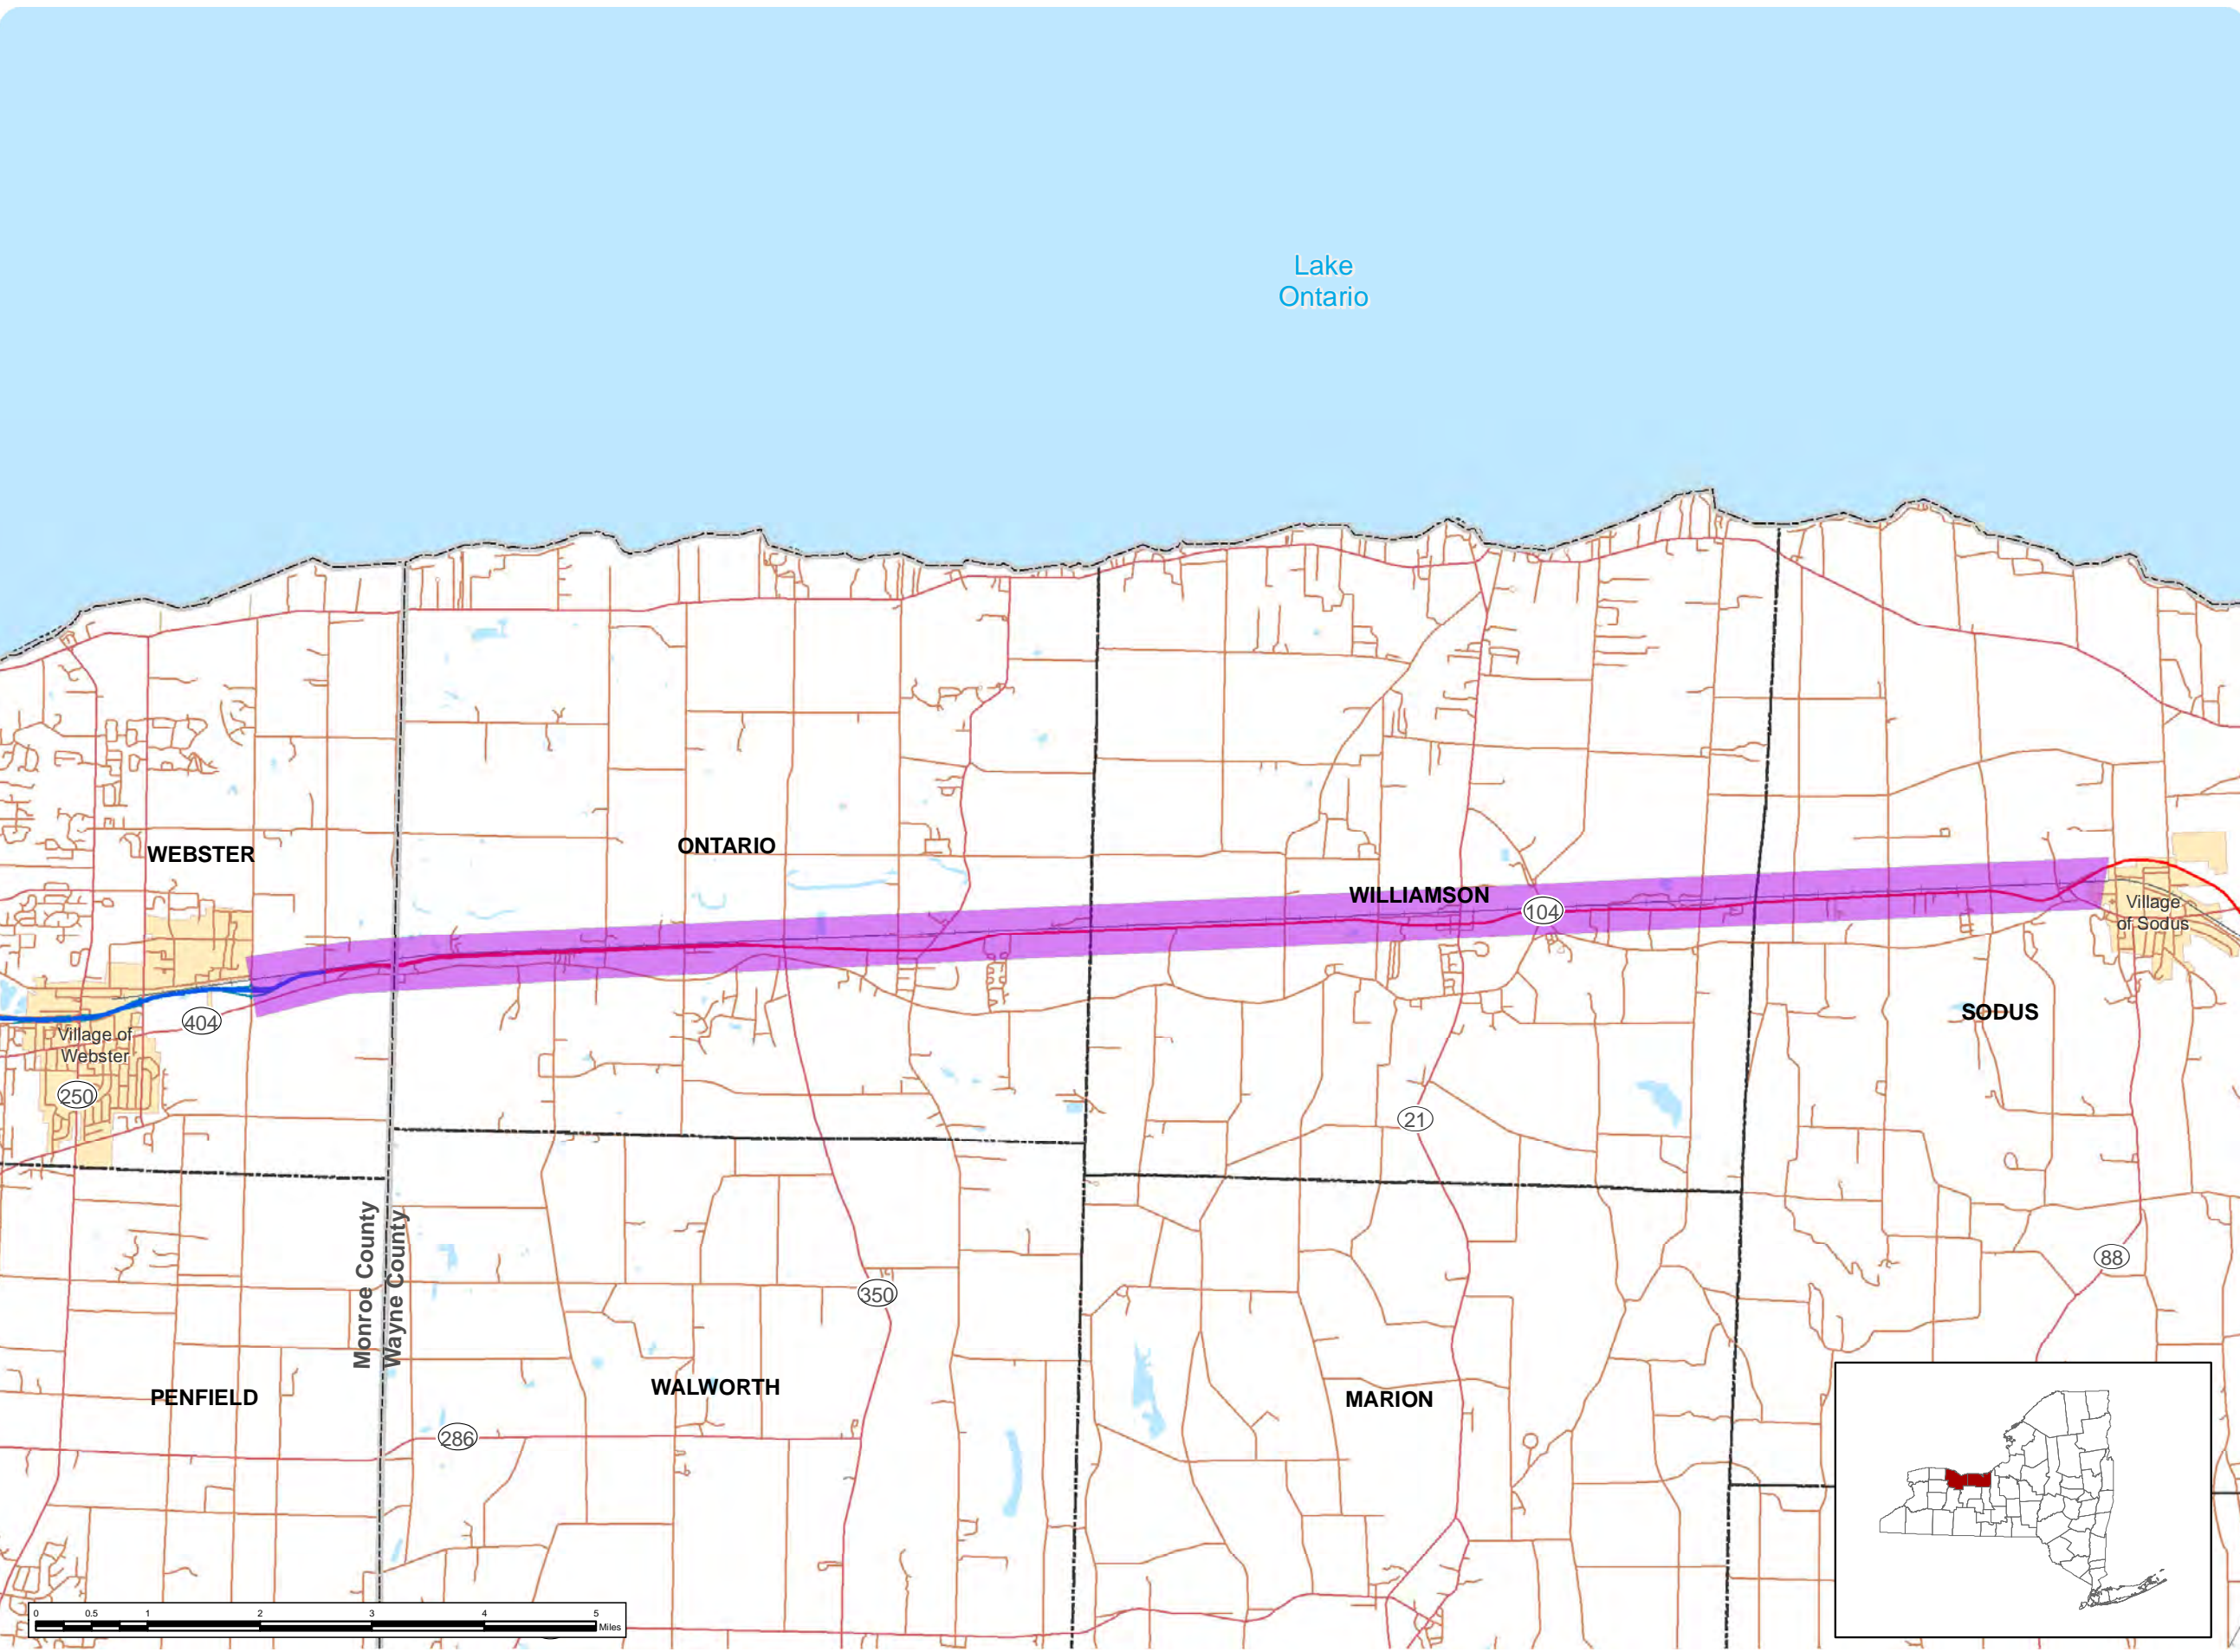 Lake
Ontario
WEBSTER
ONTARIO
WILLIAMSON
104
Village
of Sodus
404
SODUS
Village of
Webster
250
21
Monroe County
Wayne County
88
350
PENFIELD
WALWORTH
MARION
286
0 0.5 1 2 3 4 5
Miles